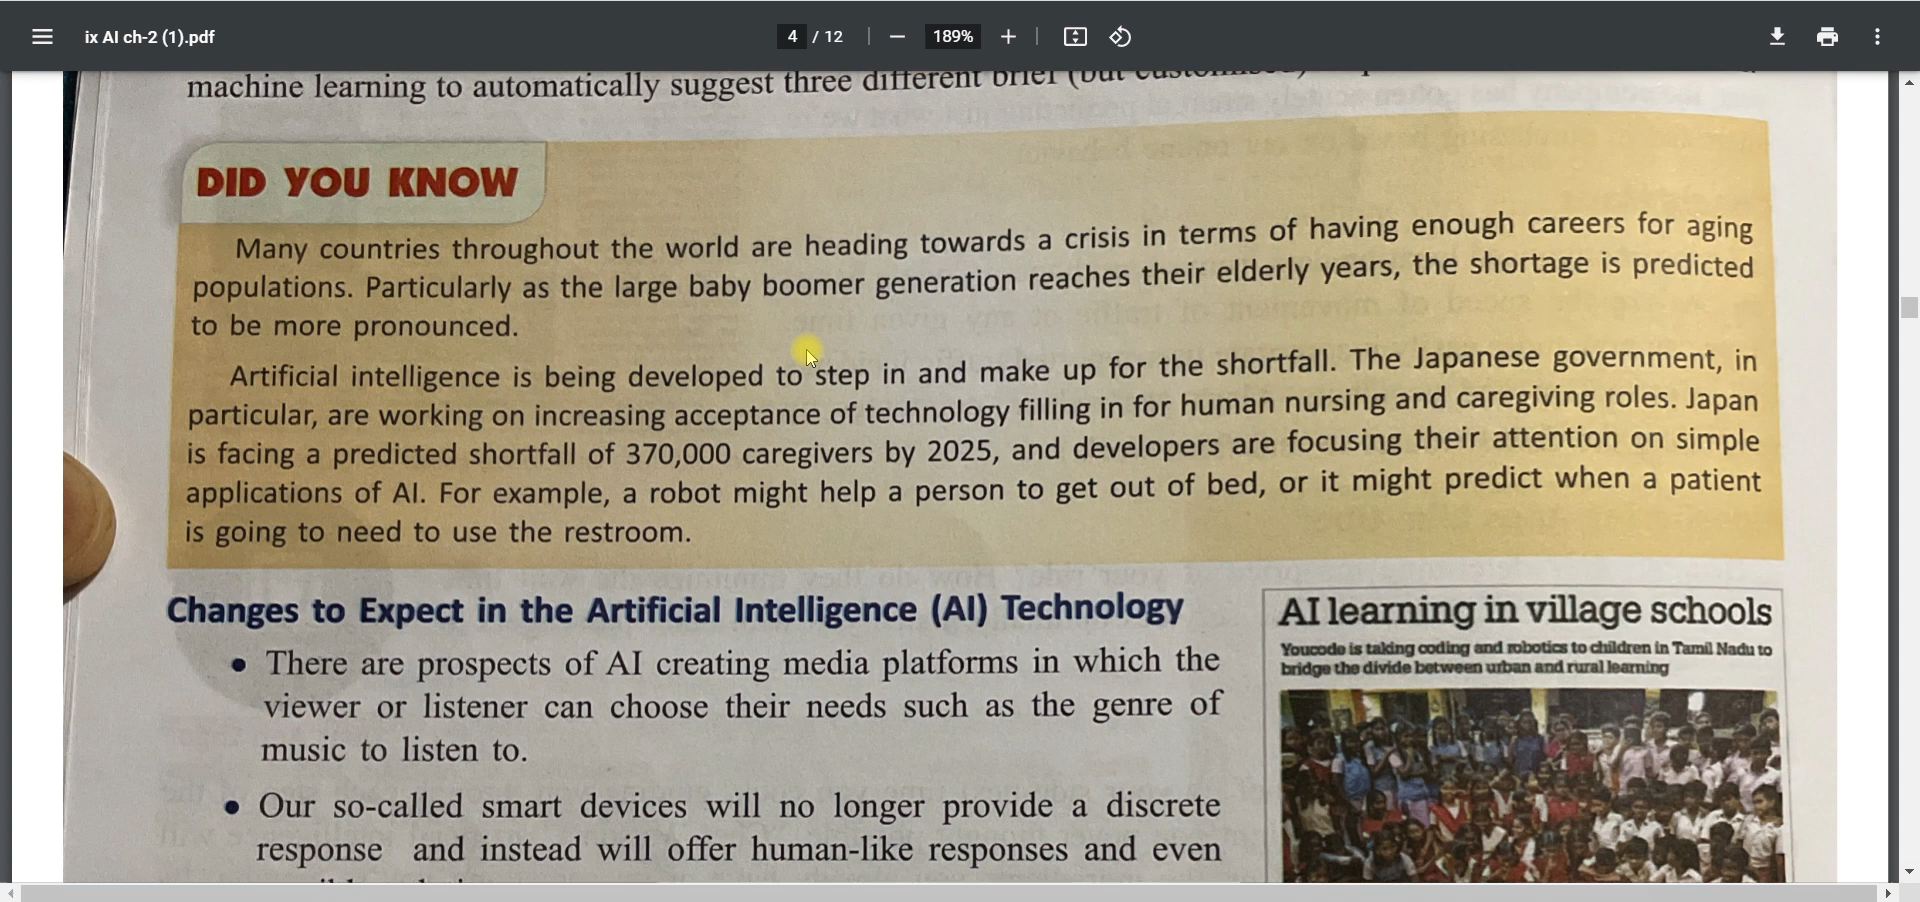 ix AI ch-2 (1).pdf
4 / 12
189%
machine learning to automatically suggest three different brief (but
DID YOU KNOW
Many countries throughout the world are heading towards a crisis in terms of having enough careers for aging
populations. Particularly as the large baby boomer generation reaches their elderly years, the shortage is predicted
to be more pronounced.
Artificial intelligence is being developed to step in and make up for the shortfall. The Japanese government, in
particular, are working on increasing acceptance of technology filling in for human nursing and caregiving roles. Japan
is facing a predicted shortfall of 370,000 caregivers by 2025, and developers are focusing their attention on simple
applications of AI. For example, a robot might help a person to get out of bed, or it might predict when a patient
is going to need to use the restroom.
Changes to Expect in the Artificial Intelligence (AI) Technology
• There are prospects of AI creating media platforms in which the
viewer or listener can choose their needs such as the genre of
music to listen to.
• Our so-called smart devices will no longer provide a discrete
response and instead will offer human-like responses and even
AI learning in village schools
Youcode is taking coding and robotics to children in Tamil Nadu to
bridge the divide between urban and rural learning